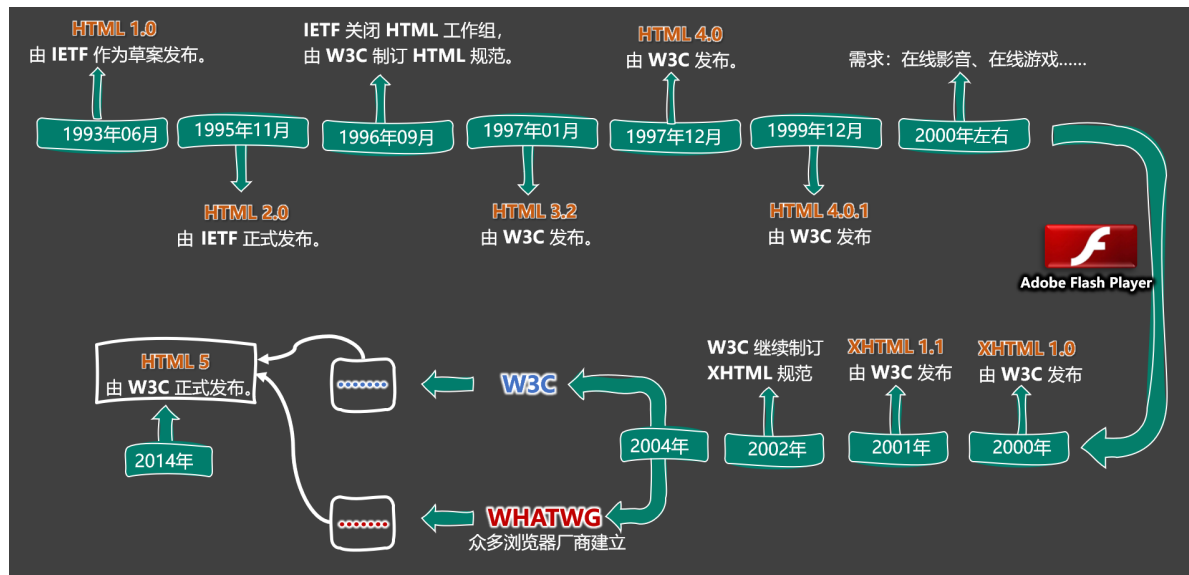 HTML 1.0
由 IETF 作为草案发布。
1993年06月
1995年11月
HTML 2.0
由 IETF 正式发布。
IETF 关闭 HTML 工作组，
由 W3C 制订 HTML 规范。
1996年09月
1997年01月
HTML 3.2
由 W3C 发布。
HTML 4.0
由 W3C 发布。
1997年12月
1999年12月
HTML 4.0.1
由 W3C 发布
需求：在线影音、在线游戏......
2000年左右
Adobe Flash Player
XHTML 1.0
由 W3C 发布
2000年
XHTML 1.1
由 W3C 发布
2001年
W3C 继续制订
XHTML 规范
2002年
2004年
W3C
WHATWG
众多浏览器厂商建立
HTML 5
由 W3C 正式发布。
2014年